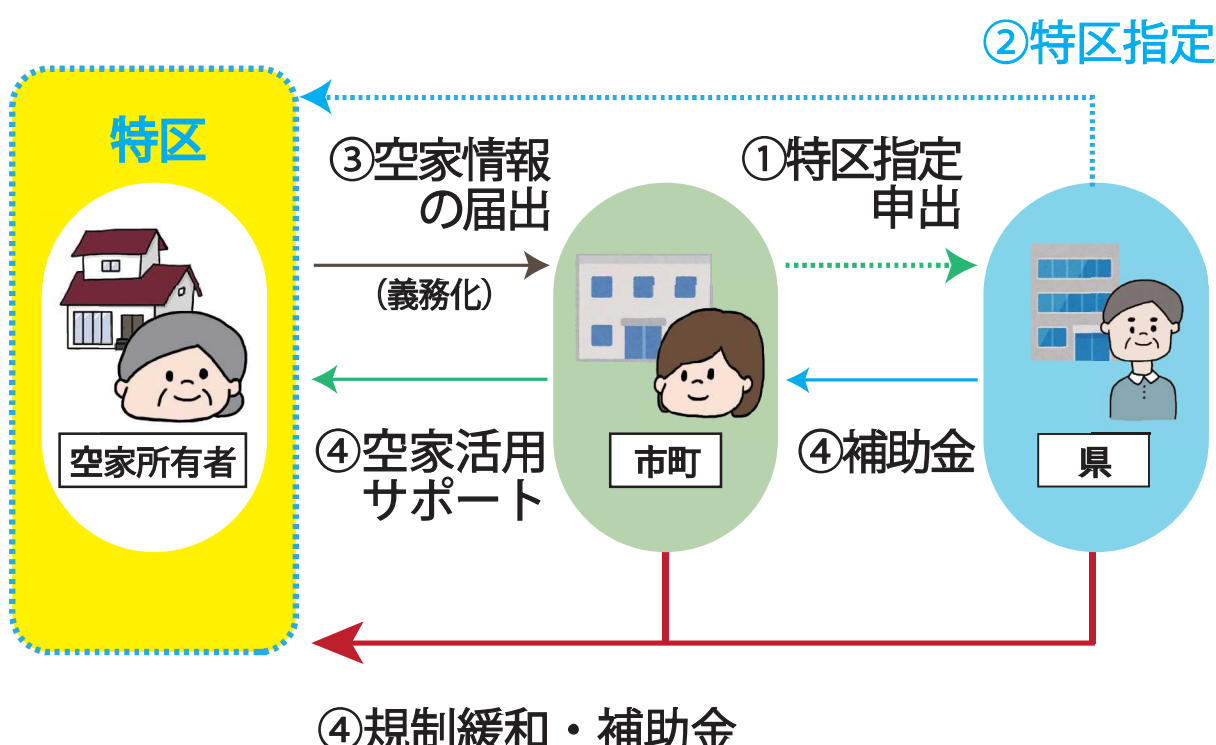 ②特区指定
特区
③空家情報
の届出
(義務化)
①特区指定
申出
空家所有者
④空家活用
サポート
市町
④補助金
県
④規制緩和・補助金